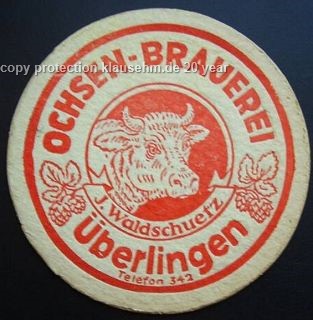 copy protection klausehm.de 20 year
OCHSEN-BRAUEREI
J. Waldschuetz
Überlingen
Telefon 342